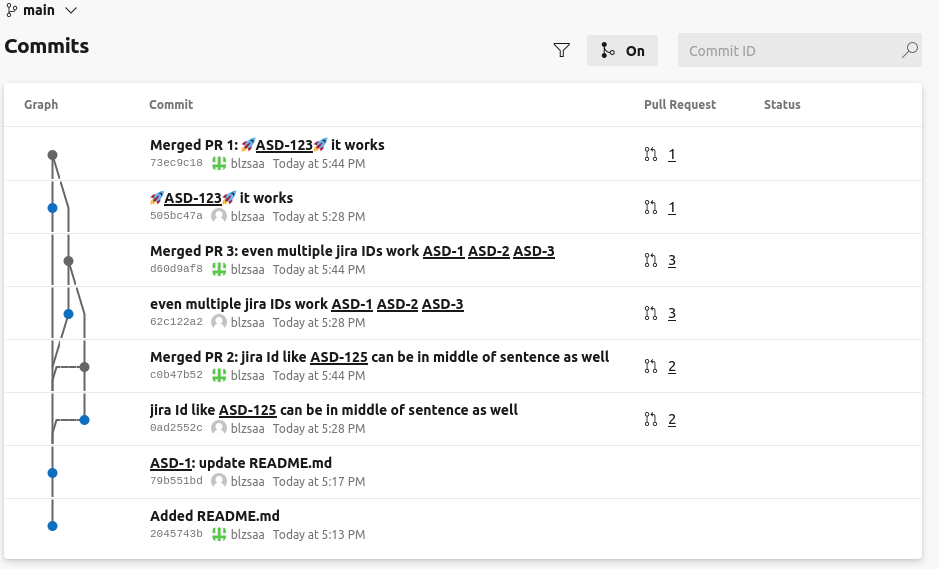 main
Commits
On
Commit ID
Graph Commit Pull Request Status
Merged PR 1: 🚀ASD-123🚀 it works
73ec9c18 blzsaa Today at 5:44 PM
1
🚀ASD-123🚀 it works
505bc47a blzsaa Today at 5:28 PM
1
Merged PR 3: even multiple jira IDs work ASD-1 ASD-2 ASD-3
d60d9af8 blzsaa Today at 5:44 PM
3
even multiple jira IDs work ASD-1 ASD-2 ASD-3
62c122a2 blzsaa Today at 5:28 PM
3
Merged PR 2: jira Id like ASD-125 can be in middle of sentence as well
c0b47b52 blzsaa Today at 5:44 PM
2
jira Id like ASD-125 can be in middle of sentence as well
0ad2552c blzsaa Today at 5:28 PM
2
ASD-1: update README.md
79b551bd blzsaa Today at 5:17 PM
Added README.md
2045743b blzsaa Today at 5:13 PM